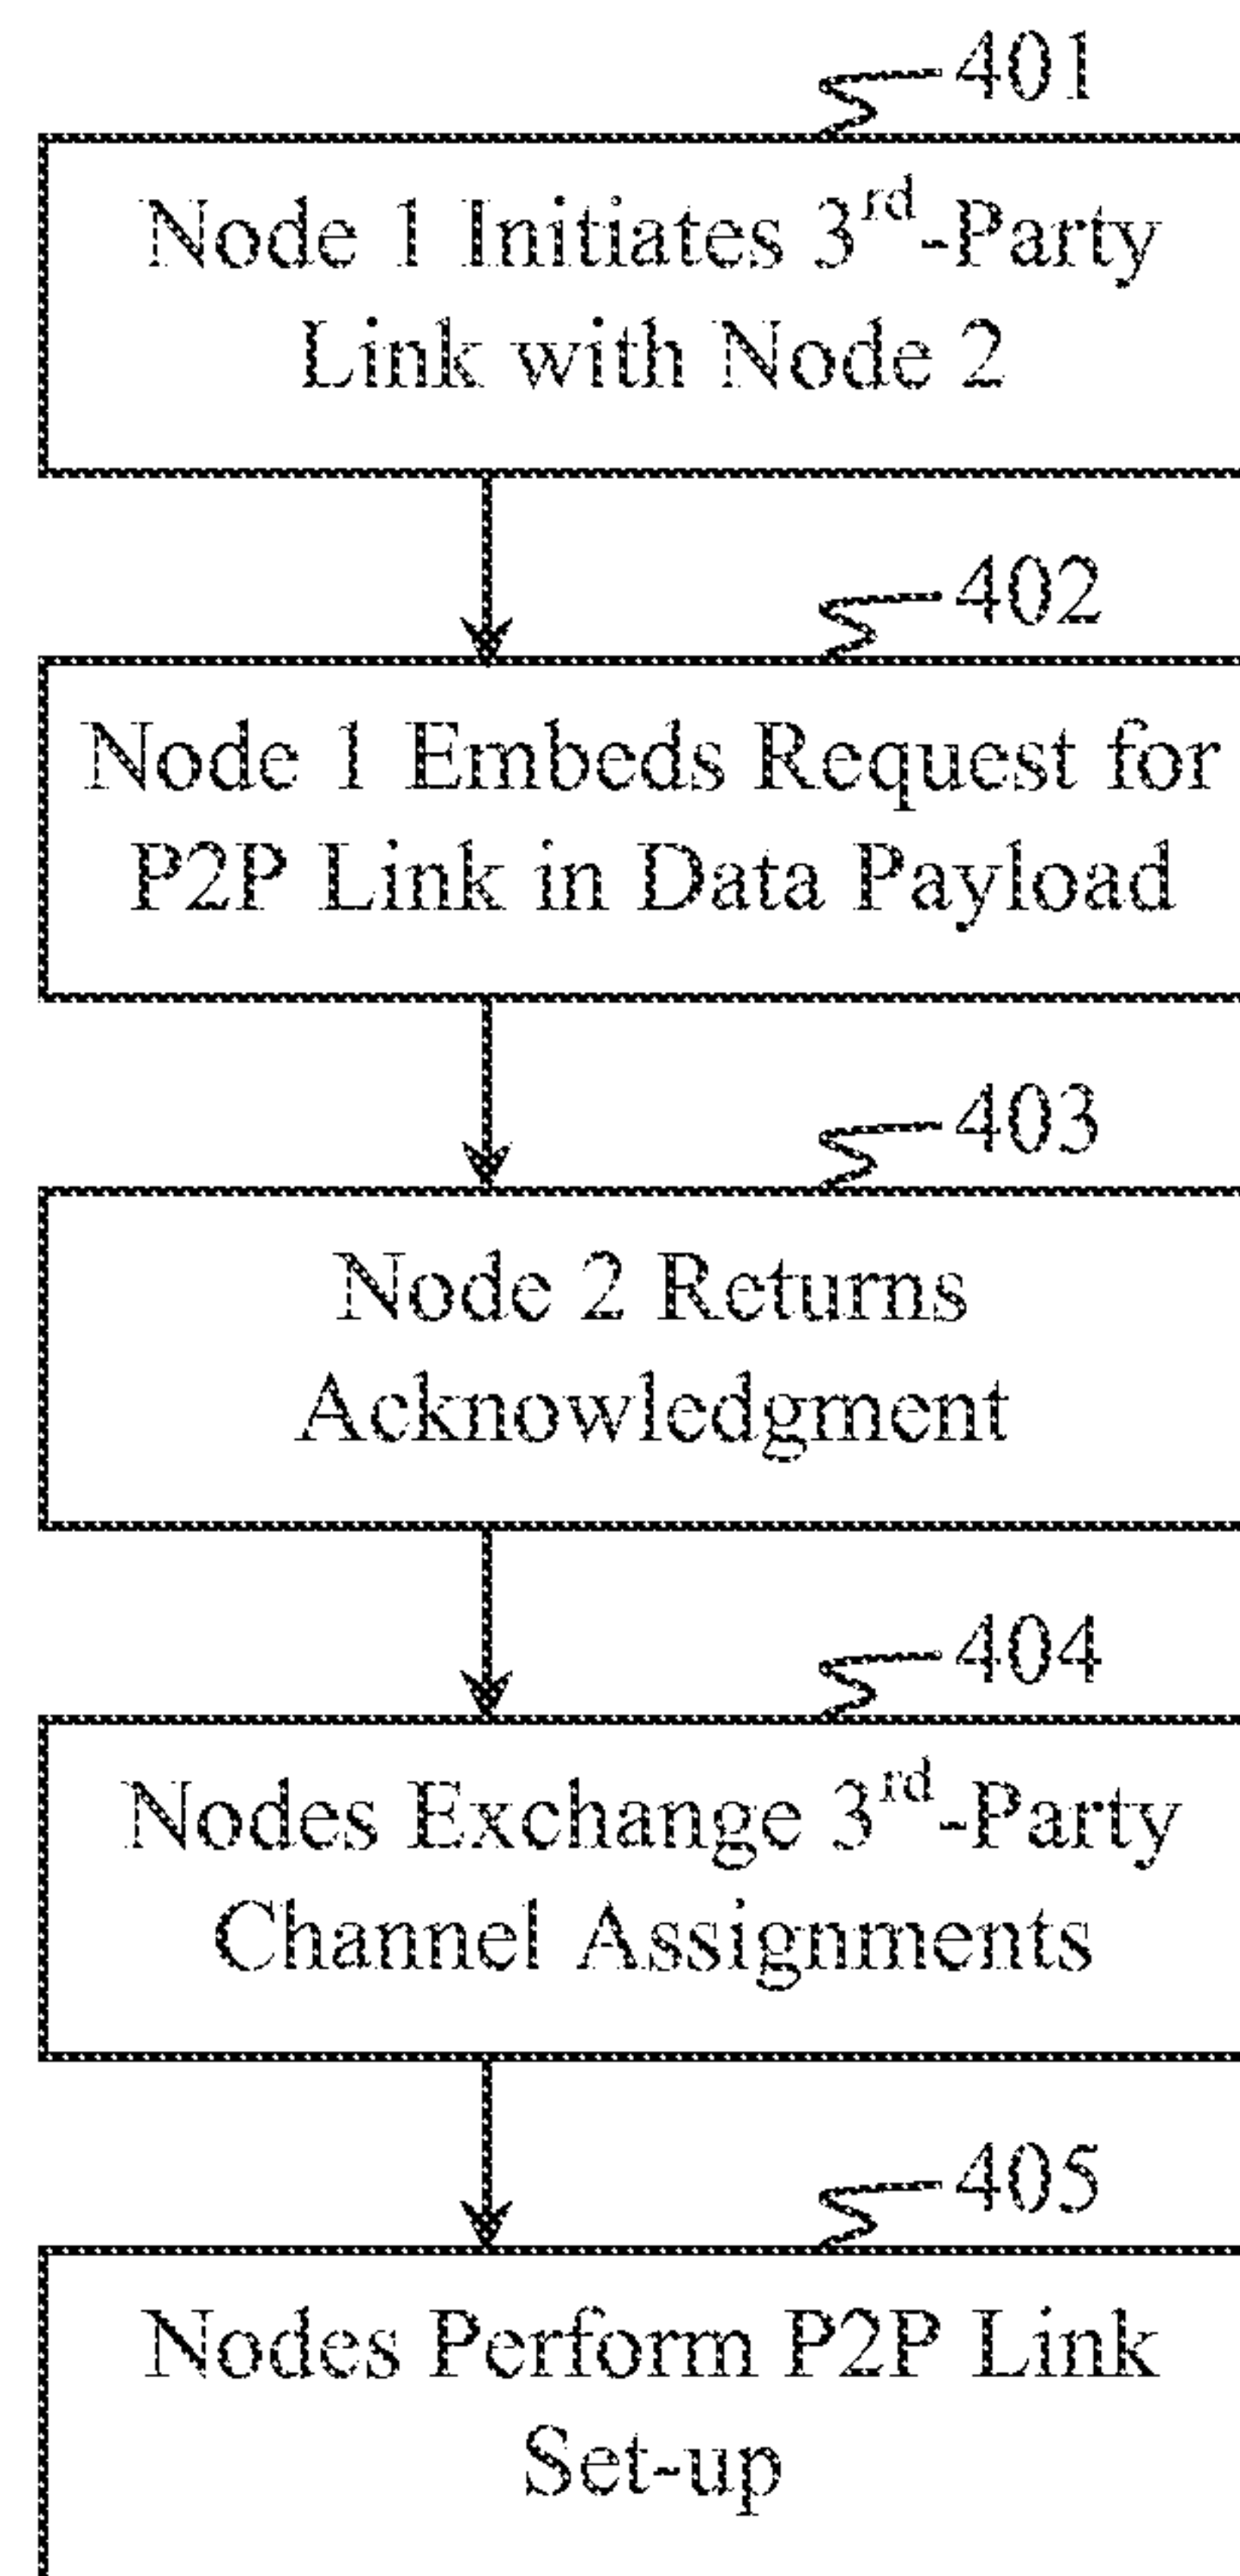 401
Node 1 Initiates 3rd-Party
Link with Node 2
402
Node 1 Embeds Request for
P2P Link in Data Payload
403
Node 2 Returns
Acknowledgment
404
Nodes Exchange 3rd-Party
Channel Assignments
405
Nodes Perform P2P Link
Set-up